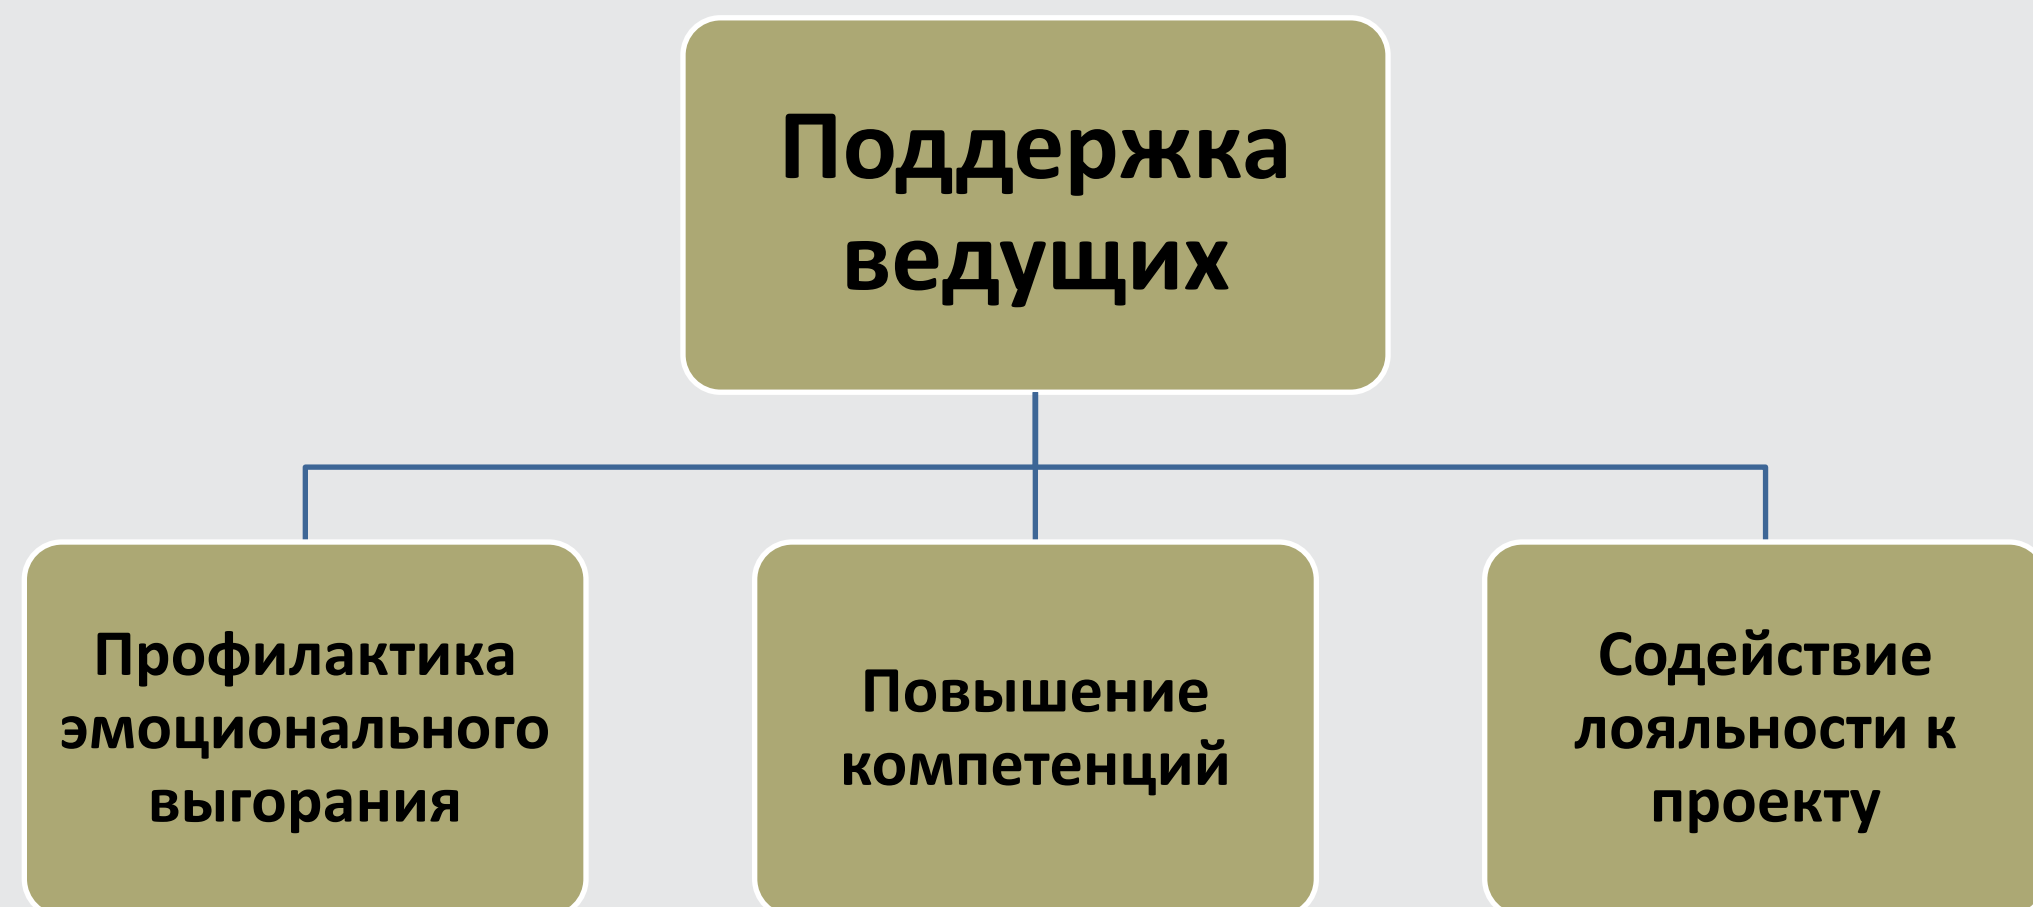 Поддержка
ведущих
Профилактика
эмоционального
выгорания
Повышение
компетенций
Содействие
лояльности к
проекту